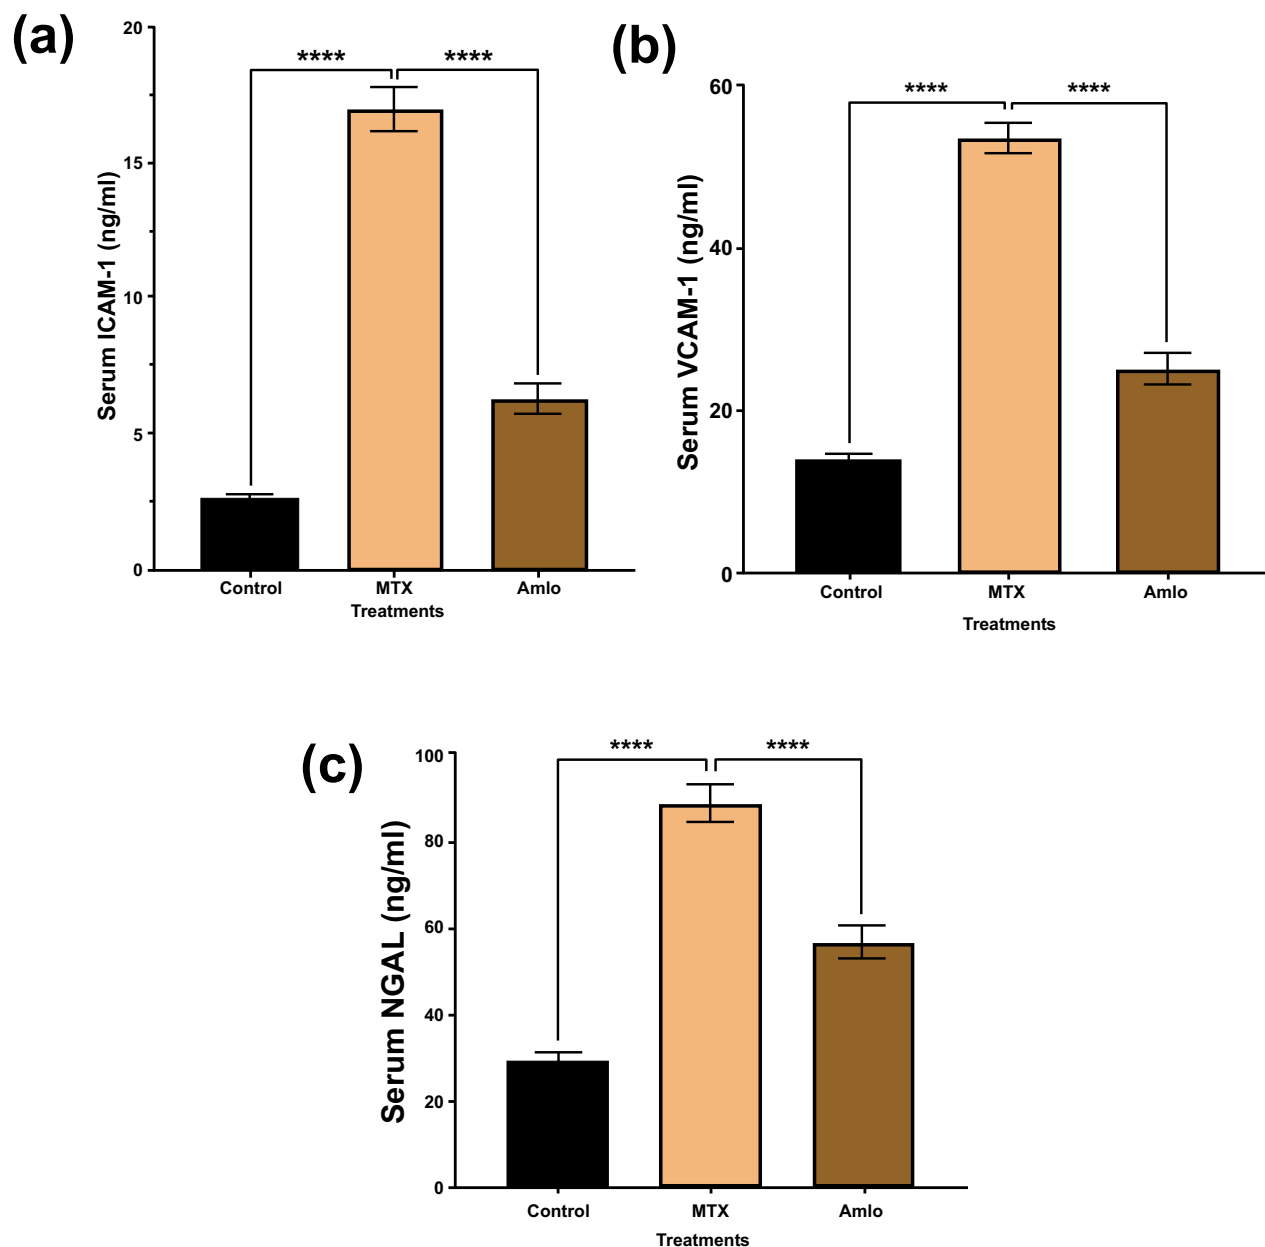 (a)
20
15
10
5
0
Serum ICAM-1 (ng/ml)
**** ****
Control MTX Amlo
Treatments
(b)
60
40
20
0
Serum VCAM-1 (ng/ml)
**** ****
Control MTX Amlo
Treatments
(c)
100
80
60
40
20
0
Serum NGAL (ng/ml)
**** ****
Control MTX Amlo
Treatments